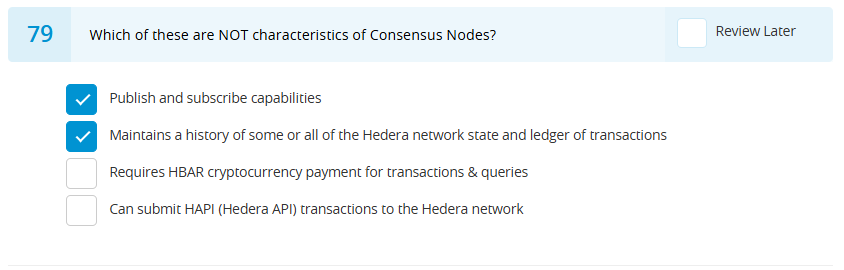 79
Which of these are NOT characteristics of Consensus Nodes?
Review Later
Publish and subscribe capabilities
Maintains a history of some or all of the Hedera network state and ledger of transactions
Requires HBAR cryptocurrency payment for transactions & queries
Can submit HAPI (Hedera API) transactions to the Hedera network